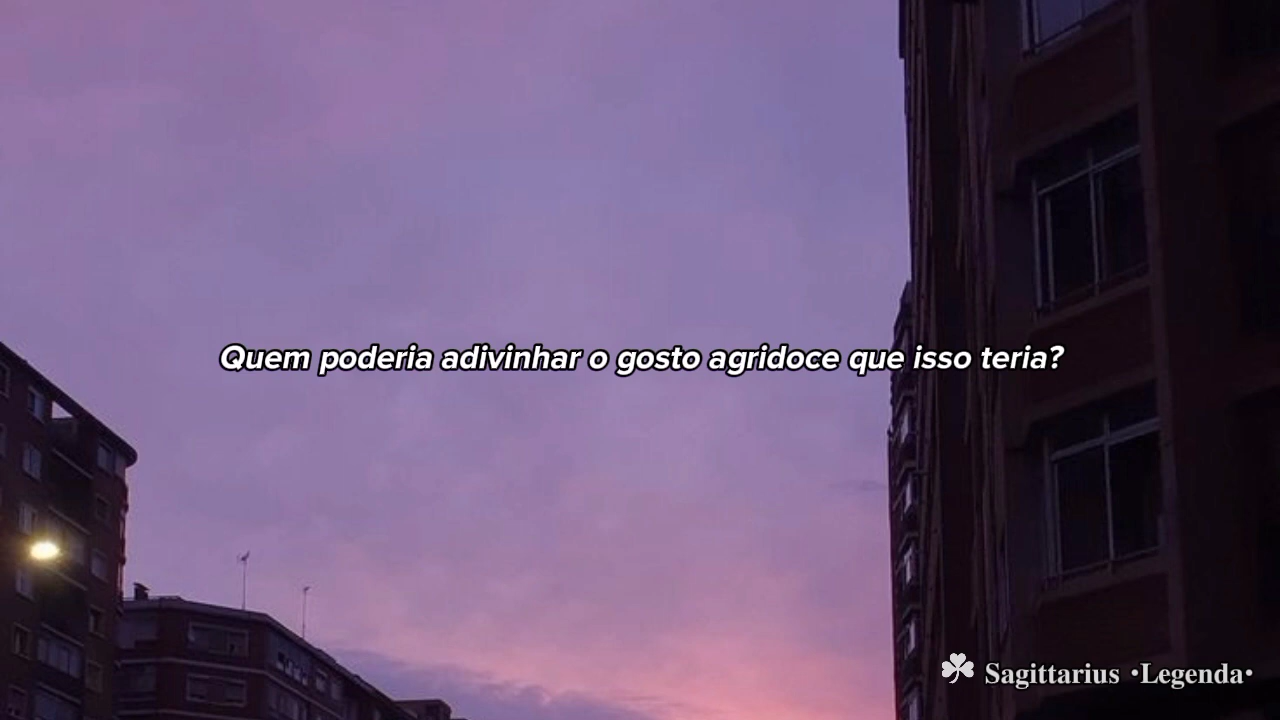 Quem poderia adivinhar o gosto agridoce que isso teria?
☘ Sagittarius •Legenda•